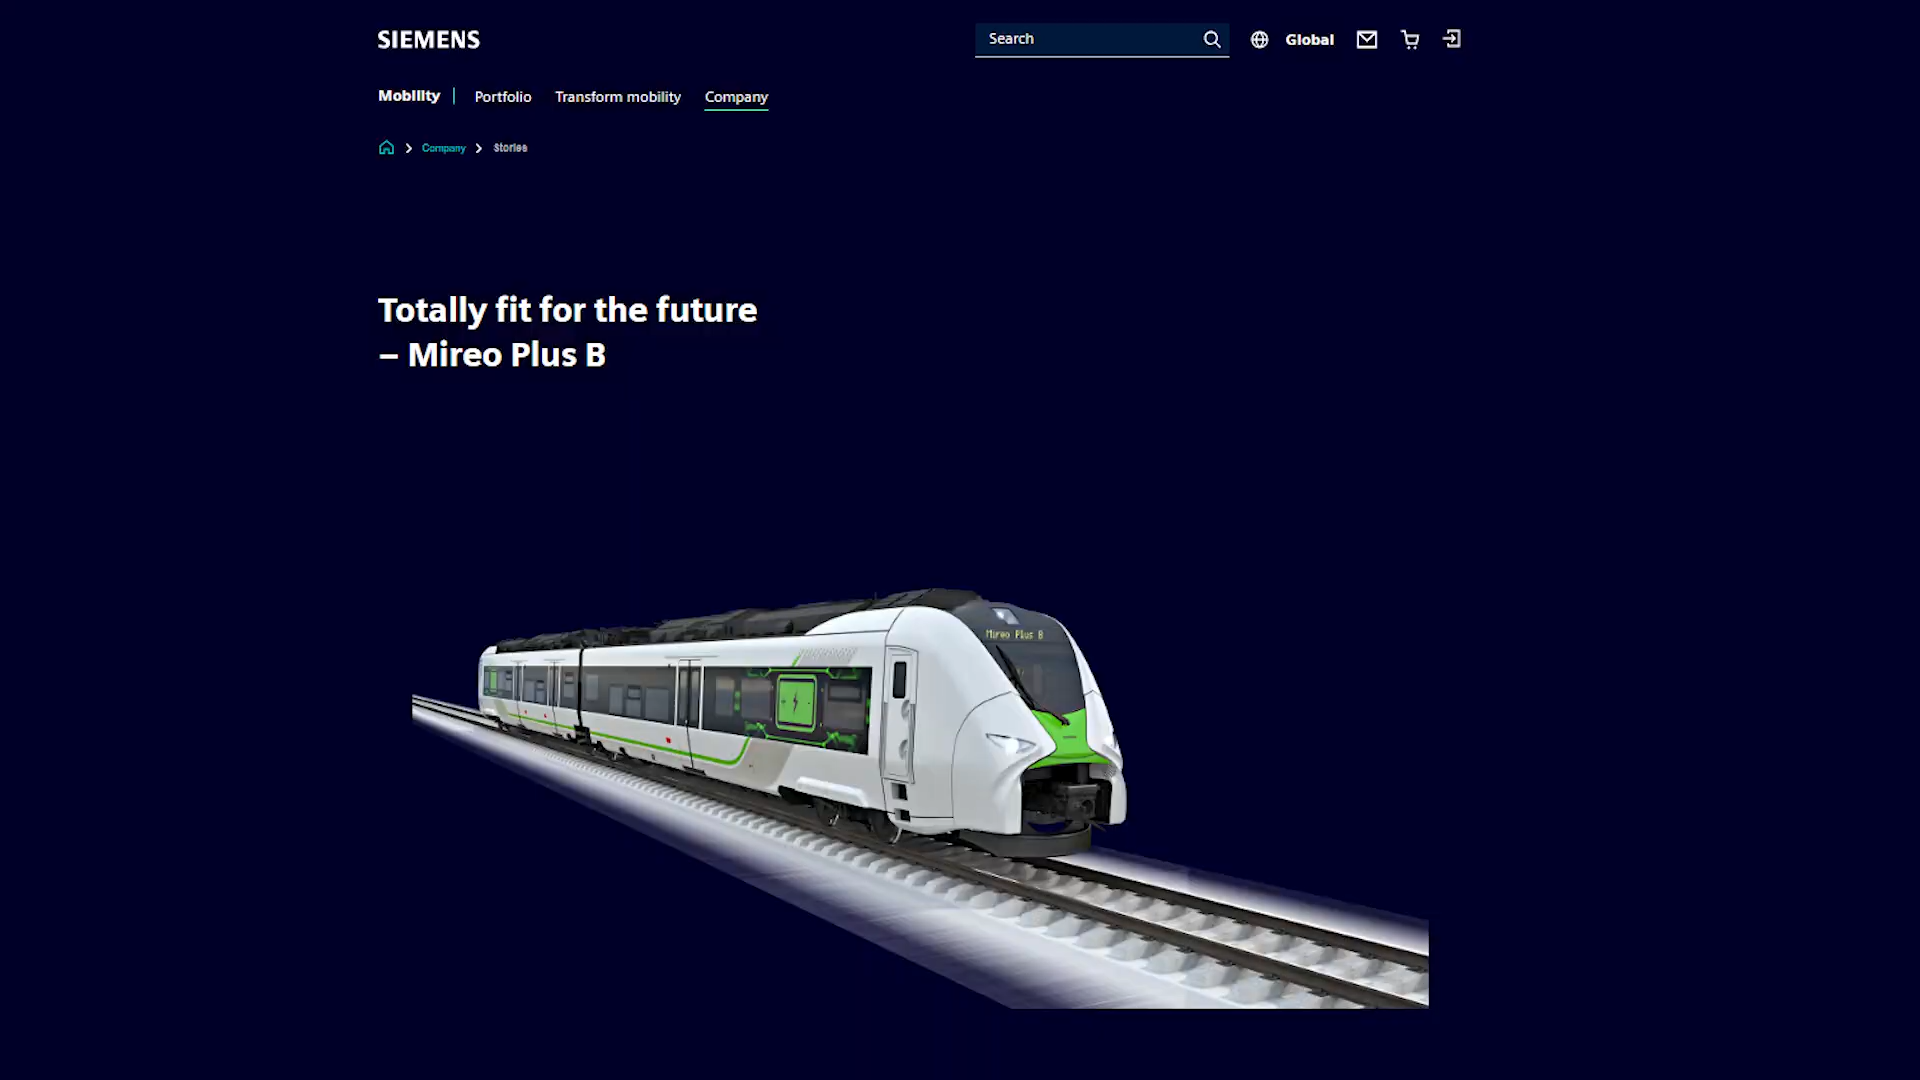 SIEMENS
Search
Global
Mobility
Portfolio
Transform mobility
Company
Company
Stories
Totally fit for the future
– Mireo Plus B
Mireo Plus B